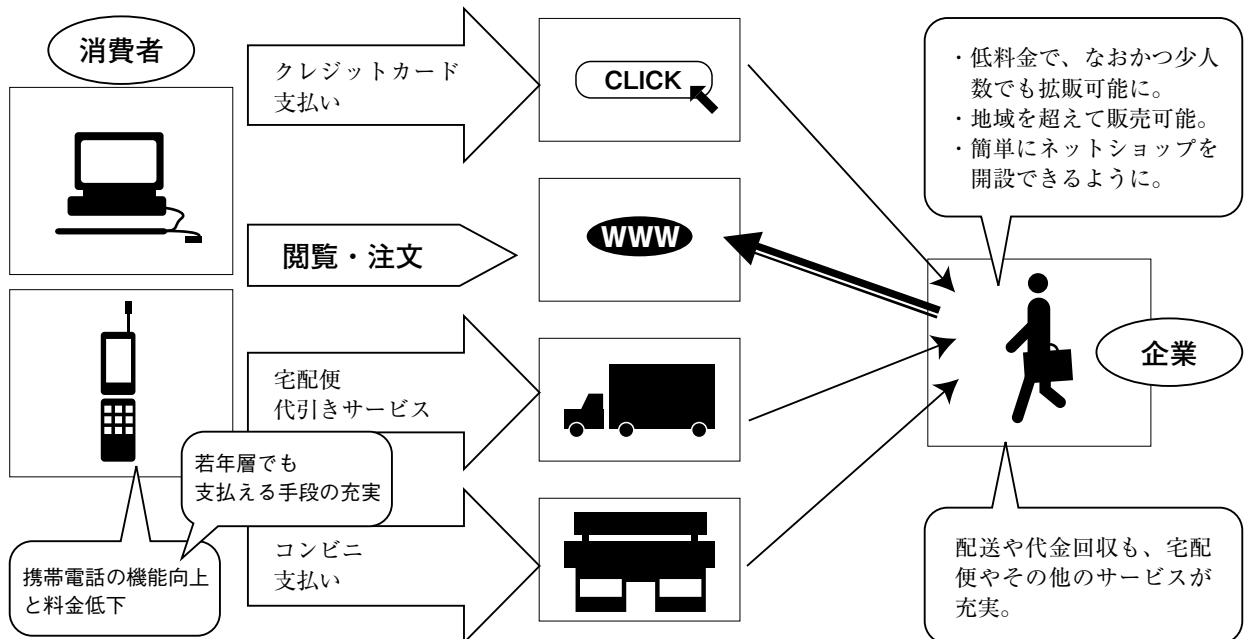 消費者
クレジットカード
支払い
CLICK
・低料金で、なおかつ少人
数でも拡販可能に。
・地域を超えて販売可能。
・簡単にネットショップを
開設できるように。
閲覧・注文
WWW
企業
宅配便
代引きサービス
若年層でも
支払える手段の充実
携帯電話の機能向上
と料金低下
コンビニ
支払い
配送や代金回収も、宅配
便やその他のサービスが
充実。